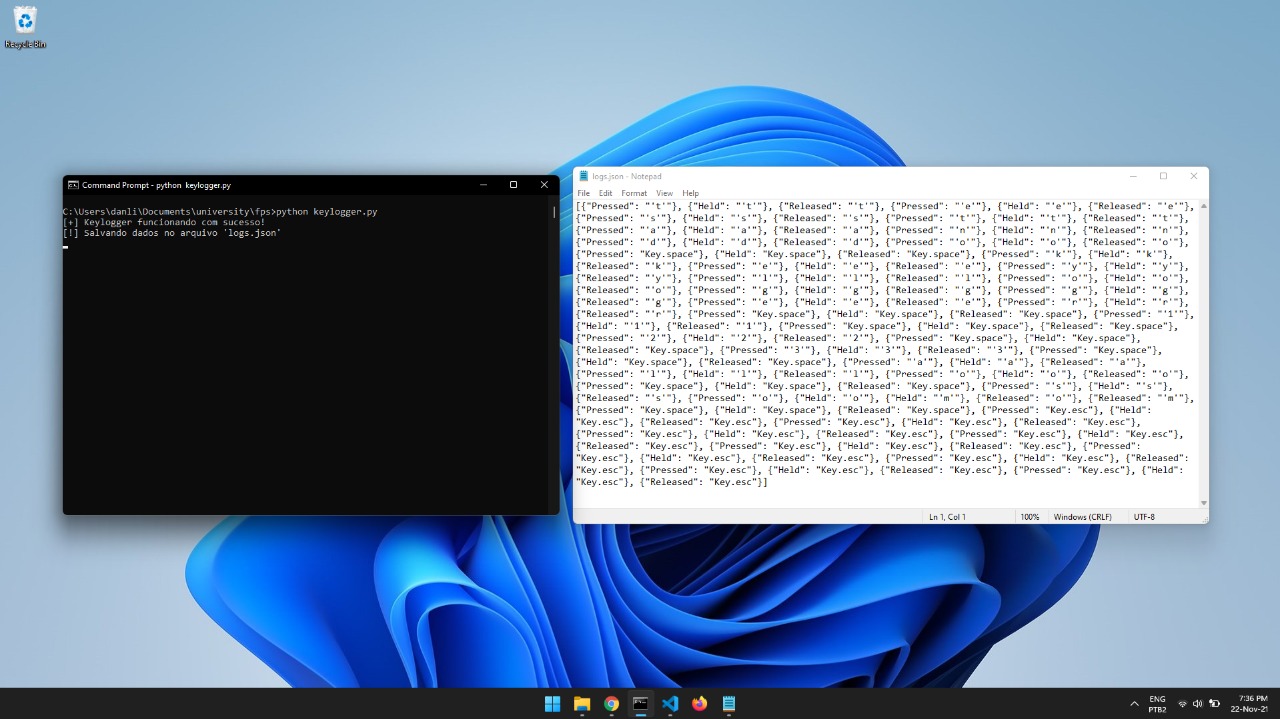 Recycle Bin
Command Prompt - python keylogger.py
C:\Users\danli\Documents\university\fps>python keylogger.py
[+] Keylogger funcionando com sucesso!
[!] Salvando dados no arquivo 'logs.json'
logs.json - Notepad
File Edit Format View Help
[{"Pressed": "'t'"}, {"Held": "'t'"}, {"Released": "'t'"}, {"Pressed": "'e'"}, {"Held": "'e'"}, {"Released": "'e'"},
{"Pressed": "'s'"}, {"Held": "'s'"}, {"Released": "'s'"}, {"Pressed": "'t'"}, {"Held": "'t'"}, {"Released": "'t'"},
{"Pressed": "'a'"}, {"Held": "'a'"}, {"Released": "'a'"}, {"Pressed": "'n'"}, {"Held": "'n'"}, {"Released": "'n'"},
{"Pressed": "'d'"}, {"Held": "'d'"}, {"Released": "'d'"}, {"Pressed": "'o'"}, {"Held": "'o'"}, {"Released": "'o'"},
{"Pressed": "Key.space"}, {"Held": "Key.space"}, {"Released": "Key.space"}, {"Pressed": "'k'"}, {"Held": "'k'"},
{"Released": "'k'"}, {"Pressed": "'e'"}, {"Held": "'e'"}, {"Released": "'e'"}, {"Pressed": "'y'"}, {"Held": "'y'"},
{"Released": "'y'"}, {"Pressed": "'l'"}, {"Held": "'l'"}, {"Released": "'l'"}, {"Pressed": "'o'"}, {"Held": "'o'"},
{"Released": "'o'"}, {"Pressed": "'g'"}, {"Held": "'g'"}, {"Released": "'g'"}, {"Pressed": "'g'"}, {"Held": "'g'"},
{"Released": "'g'"}, {"Pressed": "'e'"}, {"Held": "'e'"}, {"Released": "'e'"}, {"Pressed": "'r'"}, {"Held": "'r'"},
{"Released": "'r'"}, {"Pressed": "Key.space"}, {"Held": "Key.space"}, {"Released": "Key.space"}, {"Pressed": "'1'"},
{"Held": "'1'"}, {"Released": "'1'"}, {"Pressed": "Key.space"}, {"Held": "Key.space"}, {"Released": "Key.space"},
{"Pressed": "'2'"}, {"Held": "'2'"}, {"Released": "'2'"}, {"Pressed": "Key.space"}, {"Held": "Key.space"},
{"Released": "Key.space"}, {"Pressed": "'3'"}, {"Held": "'3'"}, {"Released": "'3'"}, {"Pressed": "Key.space"},
{"Held": "Key.space"}, {"Released": "Key.space"}, {"Pressed": "'a'"}, {"Held": "'a'"}, {"Released": "'a'"},
{"Pressed": "'l'"}, {"Held": "'l'"}, {"Released": "'l'"}, {"Pressed": "'o'"}, {"Held": "'o'"}, {"Released": "'o'"},
{"Pressed": "Key.space"}, {"Held": "Key.space"}, {"Released": "Key.space"}, {"Pressed": "'s'"}, {"Held": "'s'"},
{"Released": "'s'"}, {"Pressed": "'o'"}, {"Held": "'o'"}, {"Held": "'m'"}, {"Released": "'o'"}, {"Released": "'m'"},
{"Pressed": "Key.space"}, {"Held": "Key.space"}, {"Released": "Key.space"}, {"Pressed": "Key.esc"}, {"Held":
"Key.esc"}, {"Released": "Key.esc"}, {"Pressed": "Key.esc"}, {"Held": "Key.esc"}, {"Released": "Key.esc"},
{"Pressed": "Key.esc"}, {"Held": "Key.esc"}, {"Released": "Key.esc"}, {"Pressed": "Key.esc"}, {"Held": "Key.esc"},
{"Released": "Key.esc"}, {"Pressed": "Key.esc"}, {"Held": "Key.esc"}, {"Released": "Key.esc"}, {"Pressed":
"Key.esc"}, {"Held": "Key.esc"}, {"Released": "Key.esc"}, {"Pressed": "Key.esc"}, {"Held": "Key.esc"}, {"Released":
"Key.esc"}, {"Pressed": "Key.esc"}, {"Held": "Key.esc"}, {"Released": "Key.esc"}, {"Pressed": "Key.esc"}, {"Held":
"Key.esc"}, {"Released": "Key.esc"}]
Ln 1, Col 1 100% Windows (CRLF) UTF-8
ENG
PTB2
7:36 PM
22-Nov-21